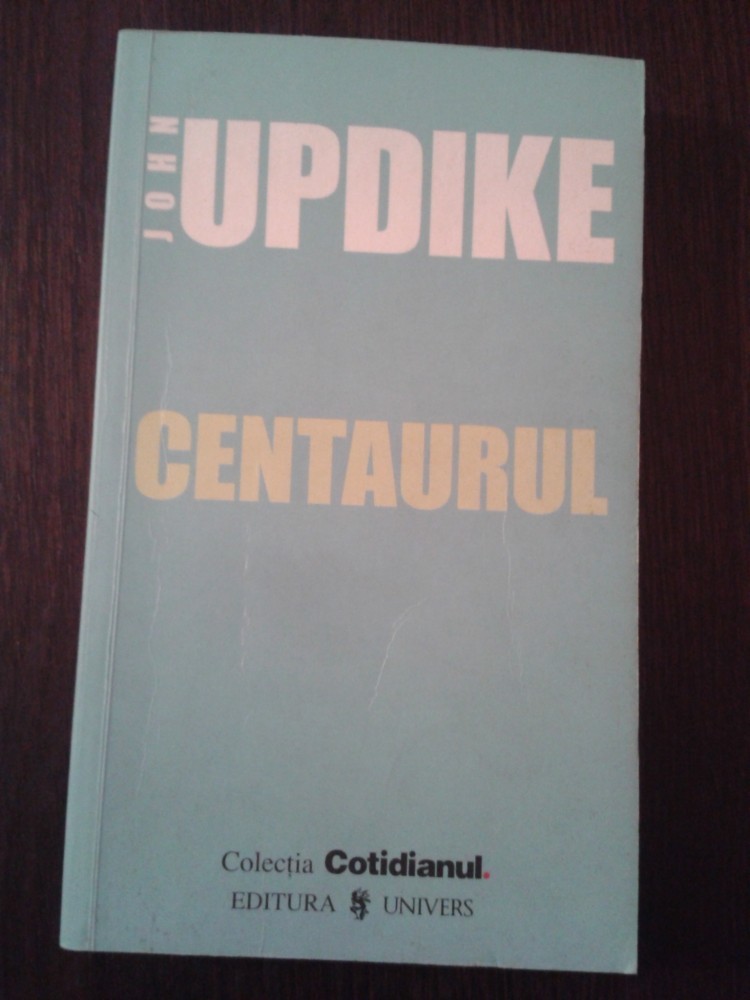 JOHN
UPDIKE
CENTAURUL
Colecția Cotidianul.
EDITURA UNIVERS